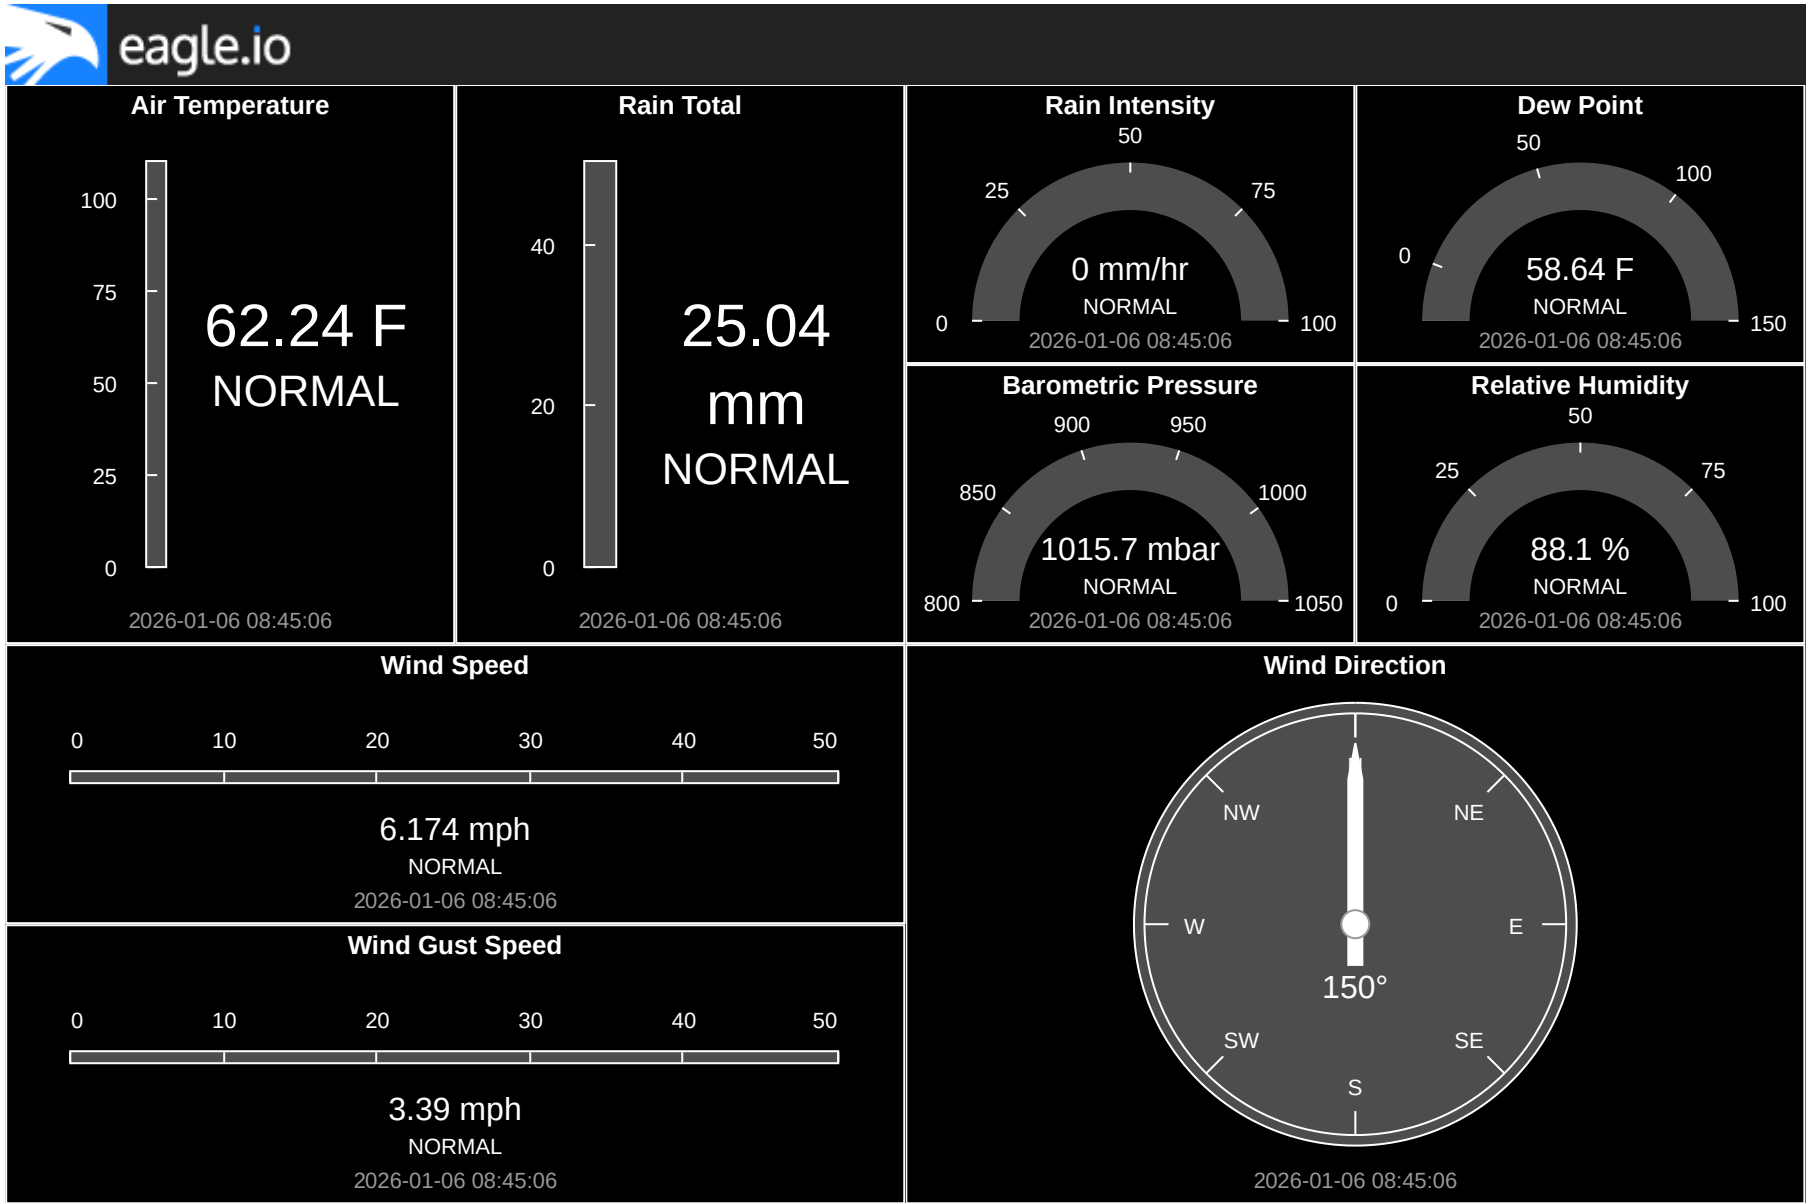 eagle.io
Air Temperature
100
75
50
25
0
62.24 F
NORMAL
2026-01-06 08:45:06
Rain Total
40
20
0
25.04
mm
NORMAL
2026-01-06 08:45:06
Rain Intensity
50
25
75
0
100
0 mm/hr
NORMAL
2026-01-06 08:45:06
Dew Point
50
100
0
150
58.64 F
NORMAL
2026-01-06 08:45:06
Barometric Pressure
900
950
850
1000
800
1050
1015.7 mbar
NORMAL
2026-01-06 08:45:06
Relative Humidity
50
25
75
0
100
88.1 %
NORMAL
2026-01-06 08:45:06
Wind Speed
0 10 20 30 40 50
6.174 mph
NORMAL
2026-01-06 08:45:06
Wind Gust Speed
0 10 20 30 40 50
3.39 mph
NORMAL
2026-01-06 08:45:06
Wind Direction
NW NE
W E
150°
SW SE
S
2026-01-06 08:45:06